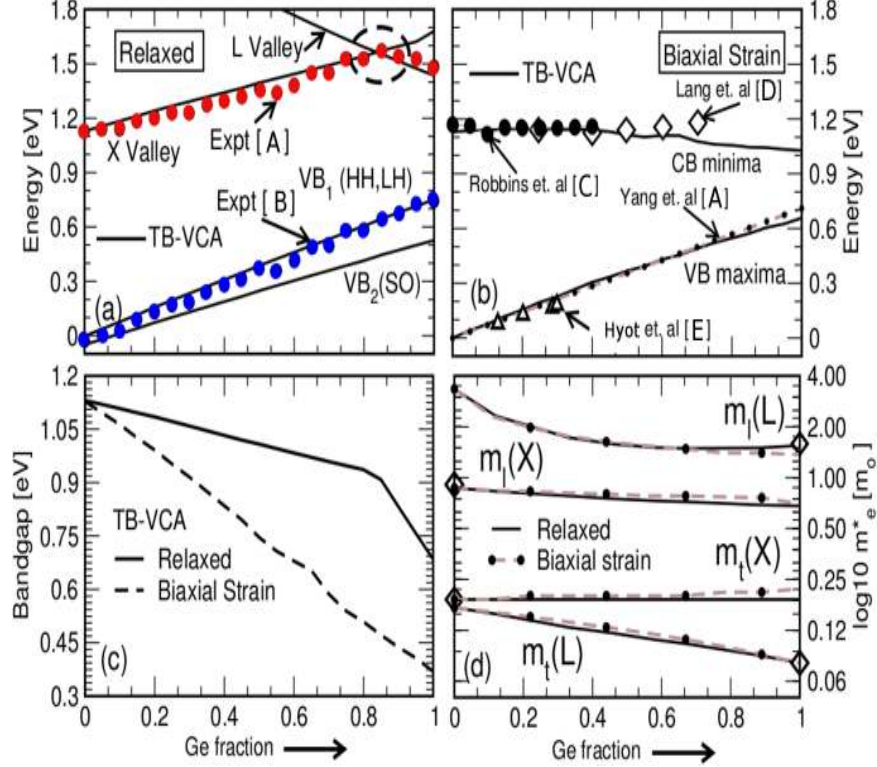 1.8
1.5
1.2
0.9
0.6
0.3
0
Energy [eV]
Relaxed
L Valley
Expt [A]
X Valley
VB1 (HH,LH)
Expt [B]
TB-VCA
VB2(SO)
(a)
1.8
1.5
1.2
0.9
0.6
0.3
0
Energy [eV]
Biaxial Strain
TB-VCA
Lang et. al [D]
CB minima
Robbins et. al [C]
Yang et. al [A]
VB maxima
Hyot et. al [E]
(b)
1.2
1.05
0.9
0.75
0.6
0.45
0.3
Bandgap [eV]
TB-VCA
Relaxed
Biaxial Strain
(c)
0 0.2 0.4 0.6 0.8 1
Ge fraction
4.00
2.00
1.00
0.50
0.25
0.12
0.06
log10 m*e [mo]
ml(L)
ml(X)
Relaxed
Biaxial strain
mt(X)
mt(L)
(d)
0 0.2 0.4 0.6 0.8 1
Ge fraction